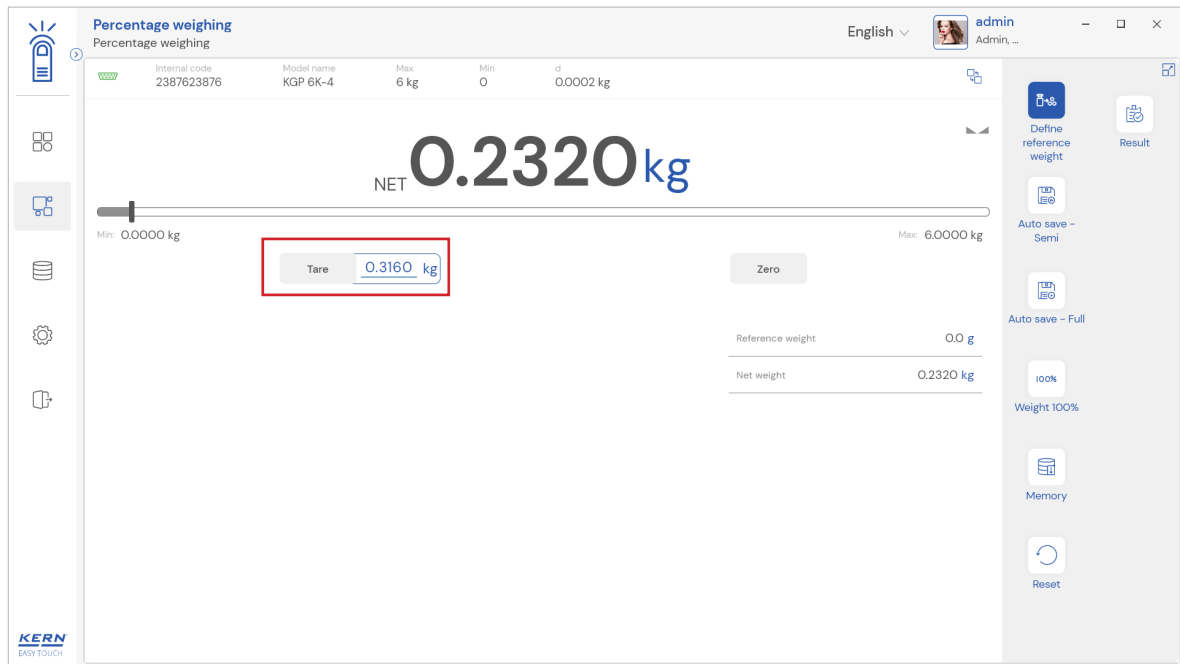 Percentage weighing
Percentage weighing
English
admin
Admin, ...
Internal code
2387623876
Model name
KGP 6K-4
Max
6 kg
Min
0
d
0.0002 kg
NET 0.2320 kg
Min: 0.0000 kg
Max: 6.0000 kg
Tare 0.3160 kg
Zero
Reference weight 0.0 g
Net weight 0.2320 kg
Define
reference
weight
Result
Auto save -
Semi
Auto save - Full
100%
Weight 100%
Memory
Reset
KERN
EASY TOUCH